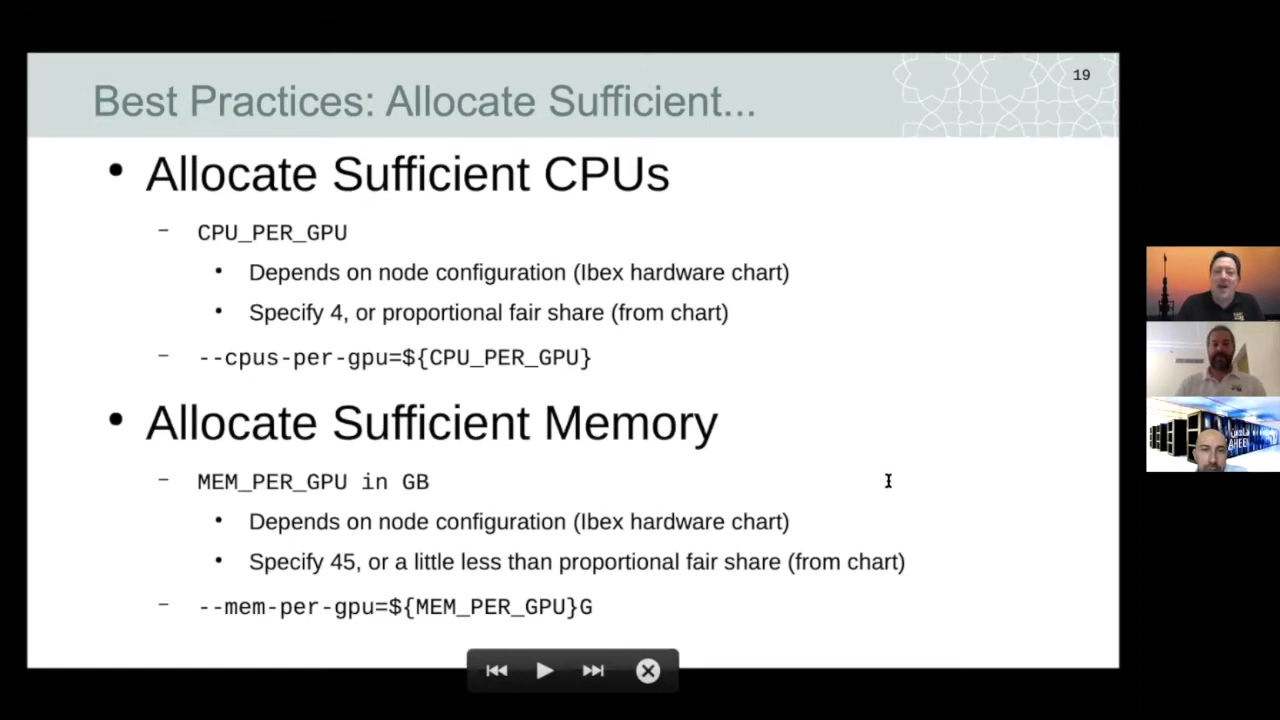 19
Best Practices: Allocate Sufficient...
• Allocate Sufficient CPUs
– CPU_PER_GPU
• Depends on node configuration (Ibex hardware chart)
• Specify 4, or proportional fair share (from chart)
– --cpus-per-gpu=${CPU_PER_GPU}
• Allocate Sufficient Memory
– MEM_PER_GPU in GB
• Depends on node configuration (Ibex hardware chart)
• Specify 45, or a little less than proportional fair share (from chart)
– --mem-per-gpu=${MEM_PER_GPU}G